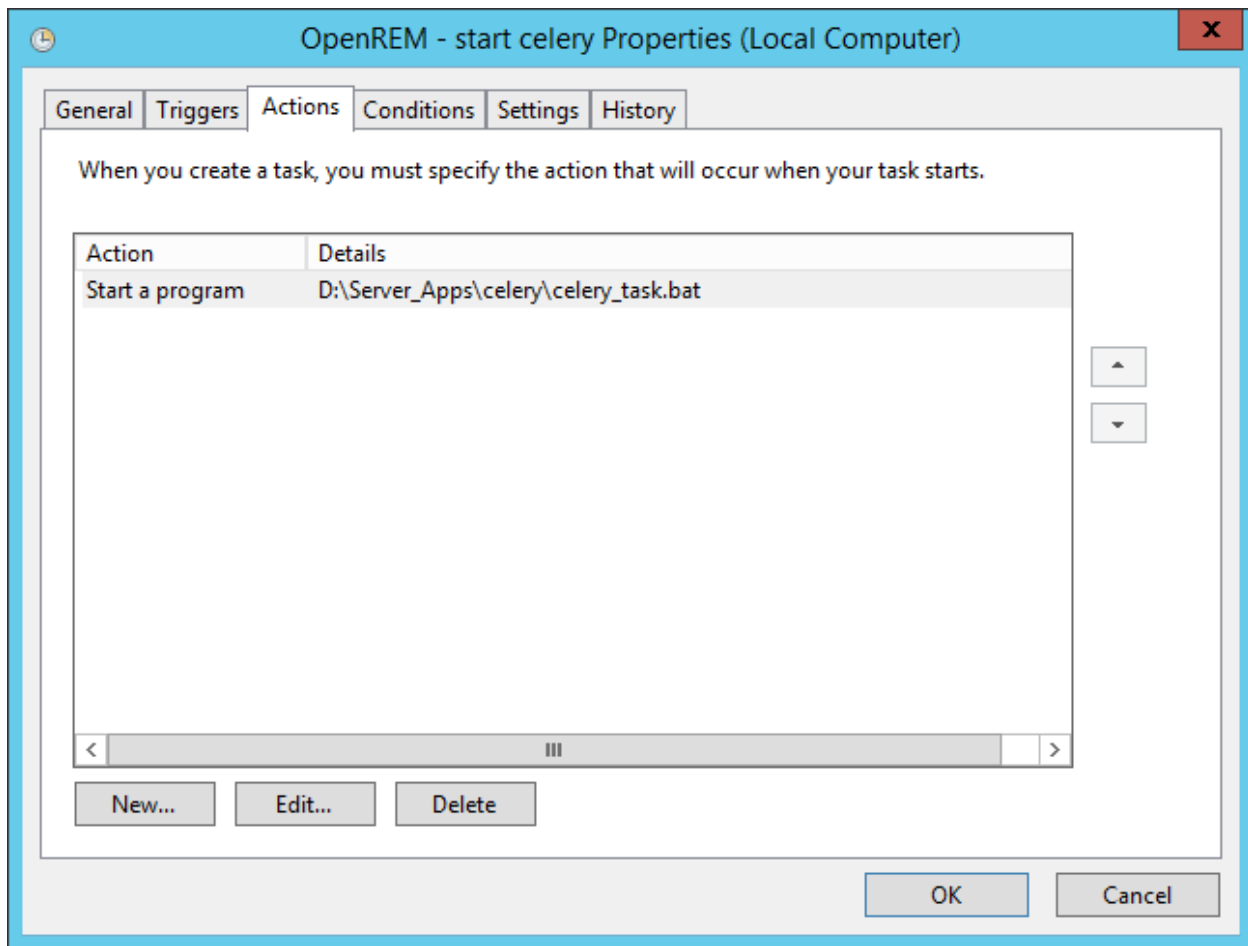 OpenREM - start celery Properties (Local Computer)
x
General Triggers Actions Conditions Settings History
When you create a task, you must specify the action that will occur when your task starts.
Action Details
Start a program D:\Server_Apps\celery\celery_task.bat
New... Edit... Delete
OK Cancel